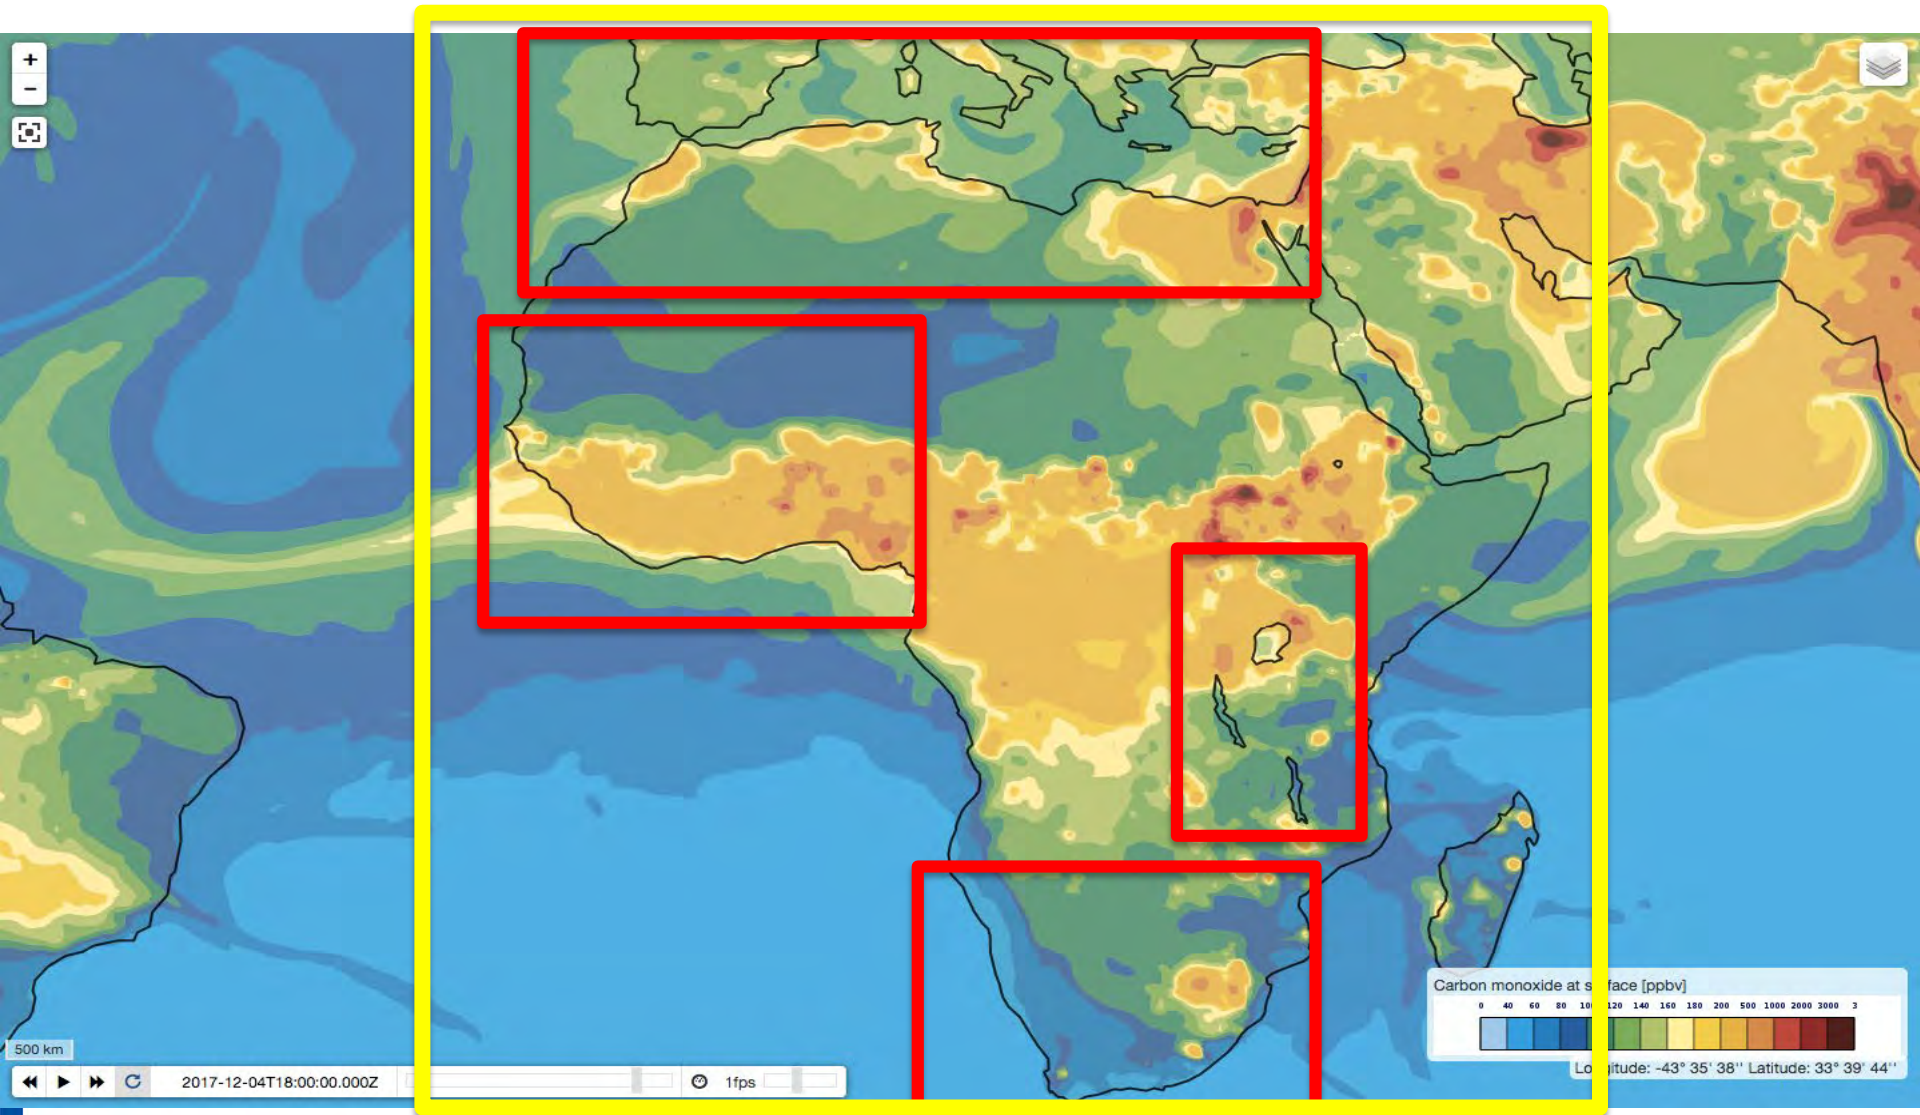 +
−
Carbon monoxide at s face [ppbv]
0 40 60 80 10 120 140 160 180 200 500 1000 2000 3000 3
500 km
2017-12-04T18:00:00.000Z
1fps
Lo itude: -43° 35' 38'' Latitude: 33° 39' 44''